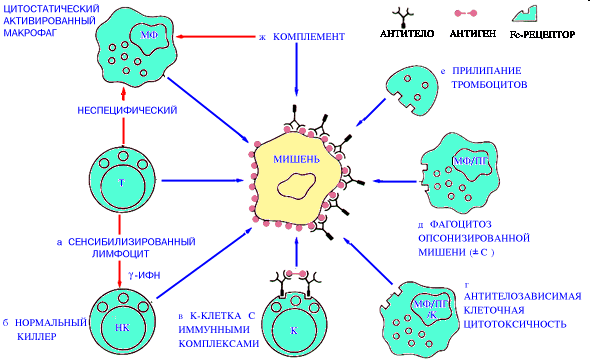 ЦИТОСТАТИЧЕСКИЙ
АКТИВИРОВАННЫЙ
МАКРОФАГ
МФ
ж КОМПЛЕМЕНТ
АНТИТЕЛО
АНТИГЕН
Fc-РЕЦЕПТОР
е ПРИЛИПАНИЕ
ТРОМБОЦИТОВ
НЕСПЕЦИФИЧЕСКИЙ
МИШЕНЬ
МФ/ПГ
Т
д ФАГОЦИТОЗ
ОПСОНИЗИРОВАННОЙ
МИШЕНИ (± С )
а СЕНСИБИЛИЗИРОВАННЫЙ
ЛИМФОЦИТ
γ-ИФН
б НОРМАЛЬНЫЙ
КИЛЛЕР
НК
в К-КЛЕТКА С
ИММУННЫМИ
КОМПЛЕКСАМИ
К
МФ/ПГ
/К
г
АНТИТЕЛОЗАВИСИМАЯ
КЛЕТОЧНАЯ
ЦИТОТОКСИЧНОСТЬ